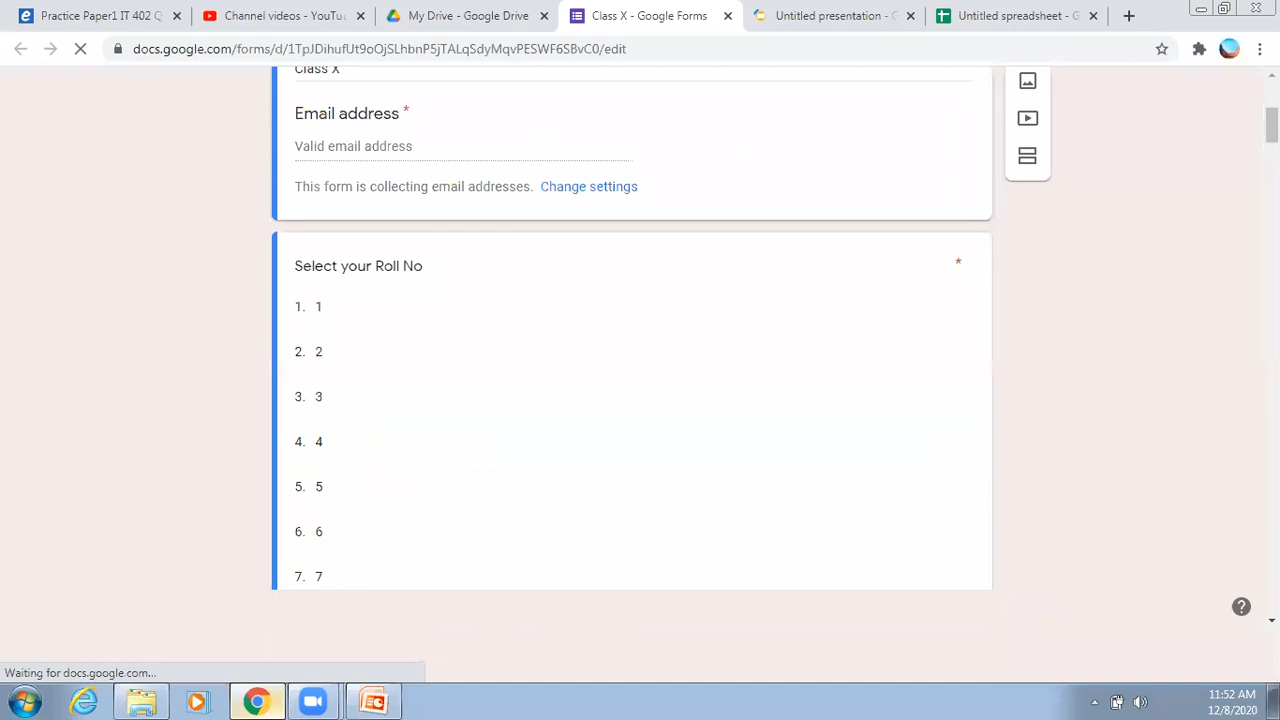 Practice Paper1 IT 402 Q
Channel videos - YouTu
My Drive - Google Drive
Class X - Google Forms
Untitled presentation - G
Untitled spreadsheet - G
docs.google.com/forms/d/1TpJDihufUt9oOjSLhbnP5jTALqSdyMqvPESWF6SBvC0/edit
Class X
Email address *
Valid email address
This form is collecting email addresses. Change settings
Select your Roll No *
1. 1
2. 2
3. 3
4. 4
5. 5
6. 6
7. 7
Waiting for docs.google.com...
11:52 AM
12/8/2020